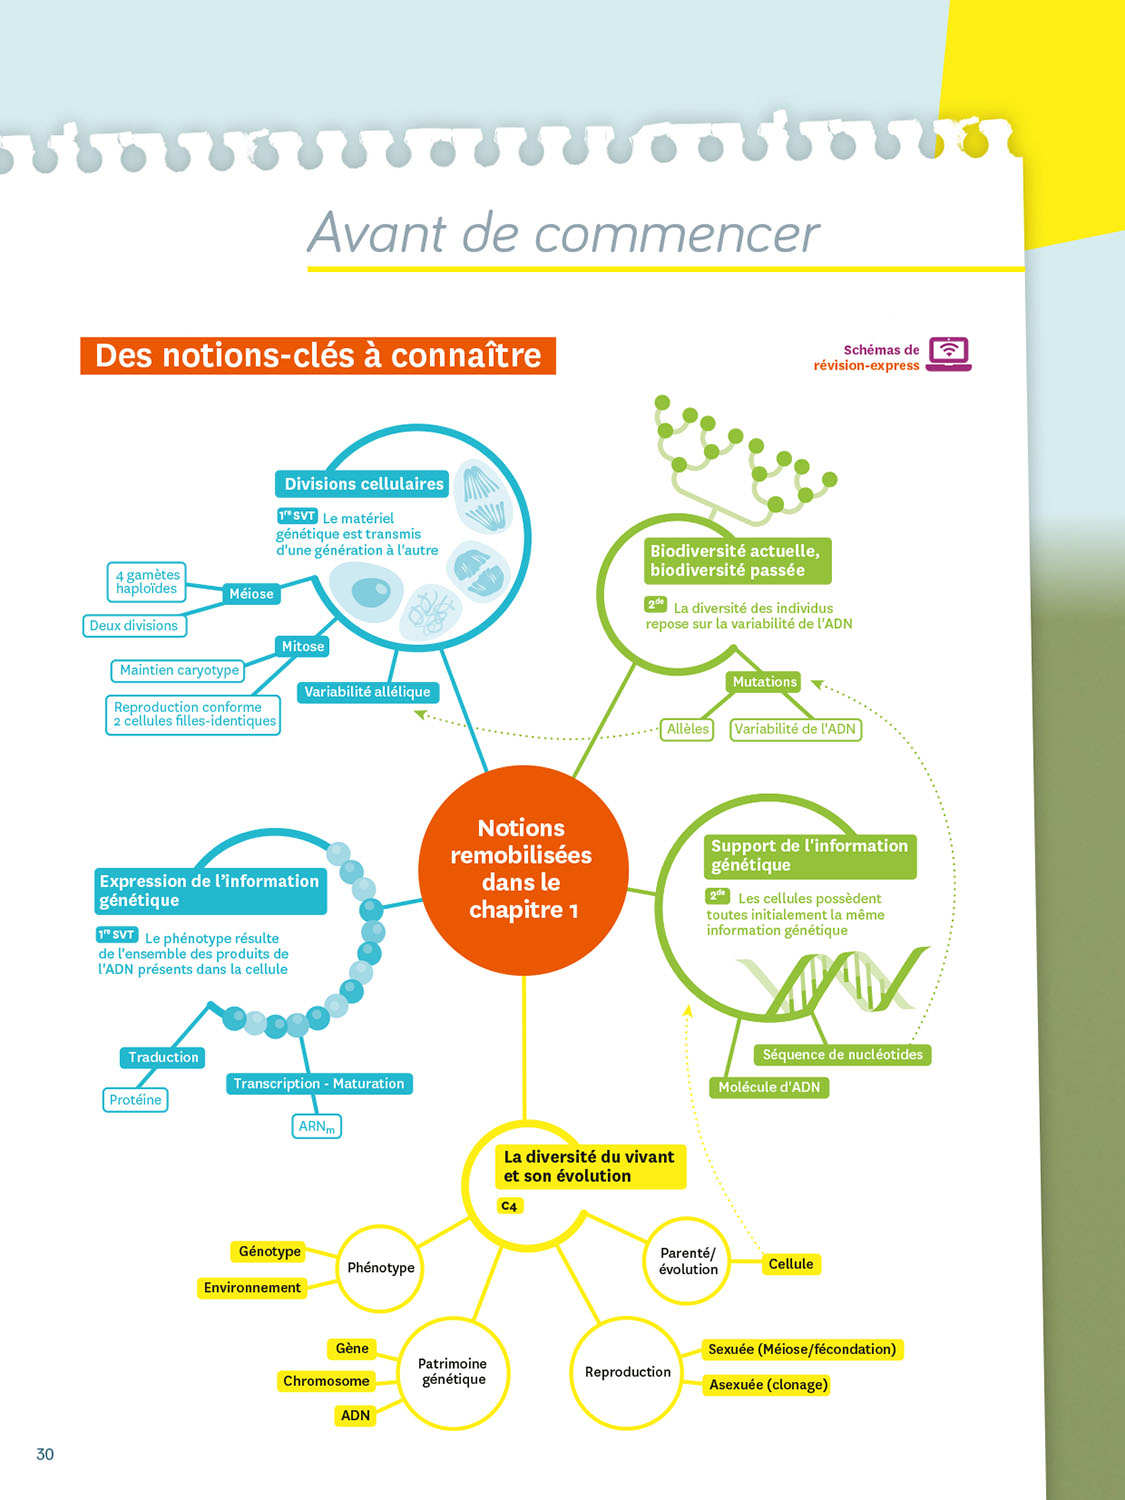 Avant de commencer
Des notions-clés à connaître
Schémas de
révision-express
Divisions cellulaires
1re SVT Le matériel
génétique est transmis
d'une génération à l'autre
4 gamètes
haploïdes
Méiose
Deux divisions
Mitose
Maintien caryotype
Reproduction conforme
2 cellules filles-identiques
Variabilité allélique
Biodiversité actuelle,
biodiversité passée
2de La diversité des individus
repose sur la variabilité de l'ADN
Mutations
Allèles
Variabilité de l'ADN
Notions
remobilisées
dans le
chapitre 1
Expression de l'information
génétique
1re SVT Le phénotype résulte
de l'ensemble des produits de
l'ADN présents dans la cellule
Traduction
Protéine
Transcription - Maturation
ARNm
Support de l'information
génétique
2de Les cellules possèdent
toutes initialement la même
information génétique
Séquence de nucléotides
Molécule d'ADN
La diversité du vivant
et son évolution
C4
Génotype
Environnement
Phénotype
Parenté/
évolution
Cellule
Gène
Chromosome
ADN
Patrimoine
génétique
Reproduction
Sexuée (Méiose/fécondation)
Asexuée (clonage)
30